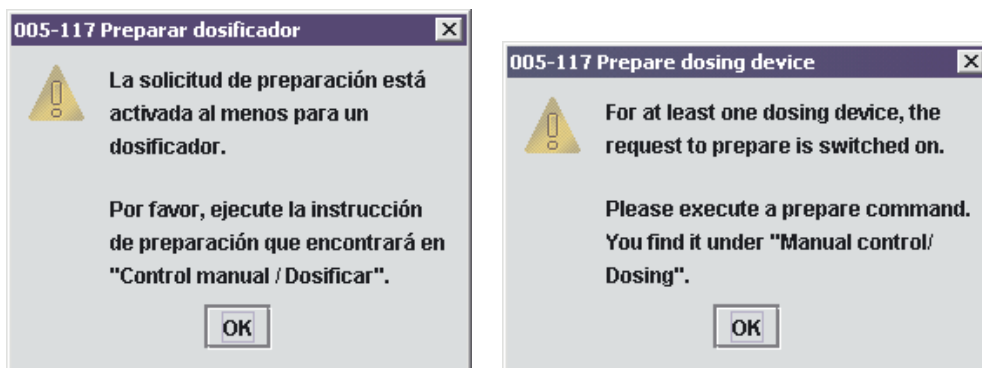 005-117 Preparar dosificador
La solicitud de preparación está
activada al menos para un
dosificador.
Por favor, ejecute la instrucción
de preparación que encontrará en
"Control manual / Dosificar".
OK
005-117 Prepare dosing device
For at least one dosing device, the
request to prepare is switched on.
Please execute a prepare command.
You find it under "Manual control/
Dosing".
OK